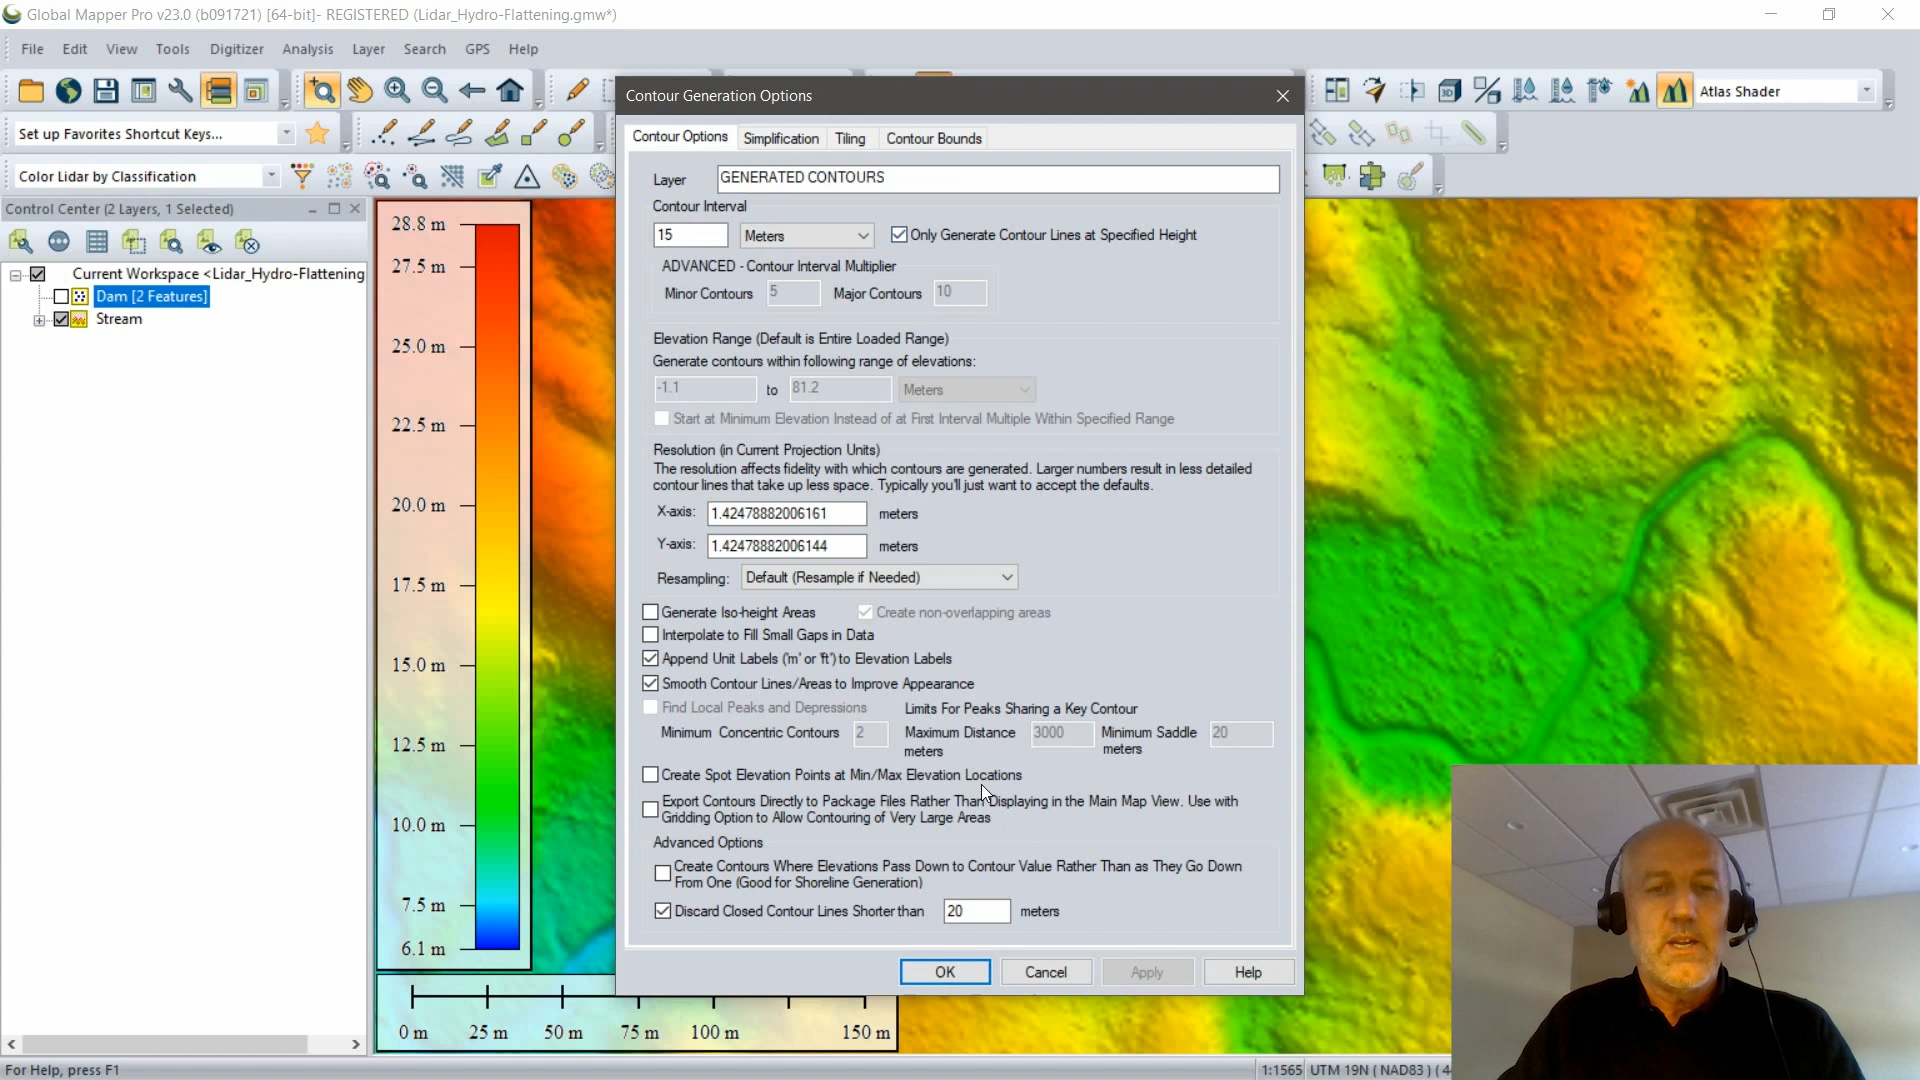 Global Mapper Pro v23.0 (b091721) [64-bit]- REGISTERED (Lidar_Hydro-Flattening.gmw*)
File Edit View Tools Digitizer Analysis Layer Search GPS Help
Atlas Shader
Set up Favorites Shortcut Keys...
Color Lidar by Classification
Control Center (2 Layers, 1 Selected)
Current Workspace <Lidar_Hydro-Flattening
Dam [2 Features]
Stream
28.8 m
27.5 m
25.0 m
22.5 m
20.0 m
17.5 m
15.0 m
12.5 m
10.0 m
7.5 m
6.1 m
0 m 25 m 50 m 75 m 100 m 150 m
Contour Generation Options
Contour Options Simplification Tiling Contour Bounds
Layer GENERATED CONTOURS
Contour Interval
15 Meters Only Generate Contour Lines at Specified Height
ADVANCED - Contour Interval Multiplier
Minor Contours 5 Major Contours 10
Elevation Range (Default is Entire Loaded Range)
Generate contours within following range of elevations:
-1.1 to 81.2 Meters
Start at Minimum Elevation Instead of at First Interval Multiple Within Specified Range
Resolution (in Current Projection Units)
The resolution affects fidelity with which contours are generated. Larger numbers result in less detailed
contour lines that take up less space. Typically you'll just want to accept the defaults.
X-axis: 1.42478882006161 meters
Y-axis: 1.42478882006144 meters
Resampling: Default (Resample if Needed)
Generate Iso-height Areas Create non-overlapping areas
Interpolate to Fill Small Gaps in Data
Append Unit Labels ('m' or 'ft') to Elevation Labels
Smooth Contour Lines/Areas to Improve Appearance
Find Local Peaks and Depressions Limits For Peaks Sharing a Key Contour
Minimum Concentric Contours 2 Maximum Distance 3000 Minimum Saddle 20
meters meters
Create Spot Elevation Points at Min/Max Elevation Locations
Export Contours Directly to Package Files Rather Than Displaying in the Main Map View. Use with
Gridding Option to Allow Contouring of Very Large Areas
Advanced Options
Create Contours Where Elevations Pass Down to Contour Value Rather Than as They Go Down
From One (Good for Shoreline Generation)
Discard Closed Contour Lines Shorter than 20 meters
OK Cancel Apply Help
For Help, press F1
1:1565 UTM 19N ( NAD83 ) (